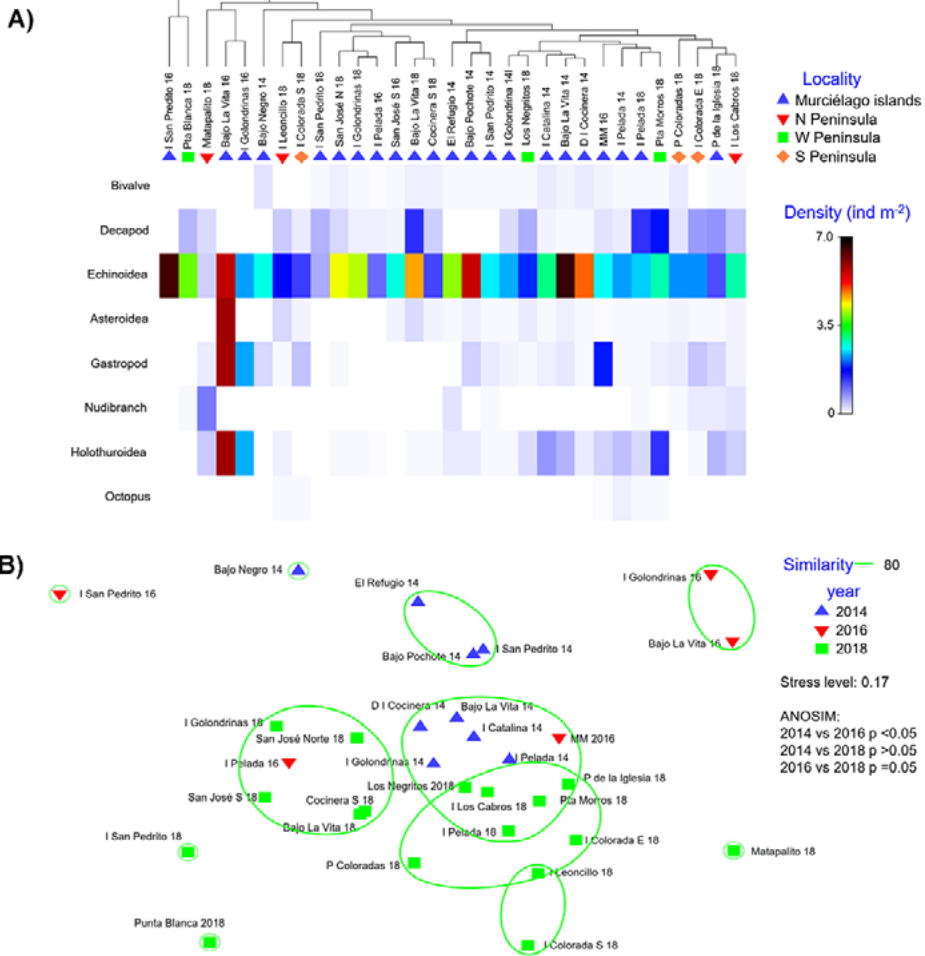 A)
I San Predito 16
Pta Blanca 18
Matapalito 18
Bajo La Vita 16
I Golondrinas 16
Bajo Negro 14
I Leoncillo 18
I Colorada S 18
I San Pedrito 18
San José N 18
I Golondrinas 18
I Pelada 16
San José S 16
Bajo La Vita 18
Cocinera S 18
El Refugio 14
Bajo Pochote 14
I San Pedrito 14
I Golondrina 14I
Los Negritos 18
I Catalina 14
Bajo La Vita 14
D I Cocinera 14
MM 16
I Pelada 14
I Pelada 18
Pta Morros 18
P Coloradas 18
I Colorada E 18
P de la Iglesia 18
I Los Cabros 18
Locality
Murciélago islands
N Peninsula
W Peninsula
S Peninsula
Bivalve
Decapod
Echinoidea
Asteroidea
Gastropod
Nudibranch
Holothuroidea
Octopus
Density (ind m-2)
7.0
3.5
0
B)
Bajo Negro 14
I San Pedrito 16
El Refugio 14
I Golondrinas 16
Bajo Pochote 14
I San Pedrito 14
Bajo La Vita 16
Similarity 80
year
2014
2016
2018
Stress level: 0.17
ANOSIM:
2014 vs 2016 p <0.05
2014 vs 2018 p >0.05
2016 vs 2018 p =0.05
D I Cocinera 14
Bajo La Vita 14
I Golondrinas 18
I Catalina 14
San José Norte 18
MM 2016
I Pelada 16
I Golondrinas 14
I Pelada 14
Los Negritos 2018
P de la Iglesia 18
San José S 18
Cocinera S 18
I Los Cabros 18
Pta Morros 18
Bajo La Vita 18
I San Pedrito 18
I Pelada 18
I Colorada E 18
Matapalito 18
P Coloradas 18
I Leoncillo 18
Punta Blanca 2018
I Colorada S 18